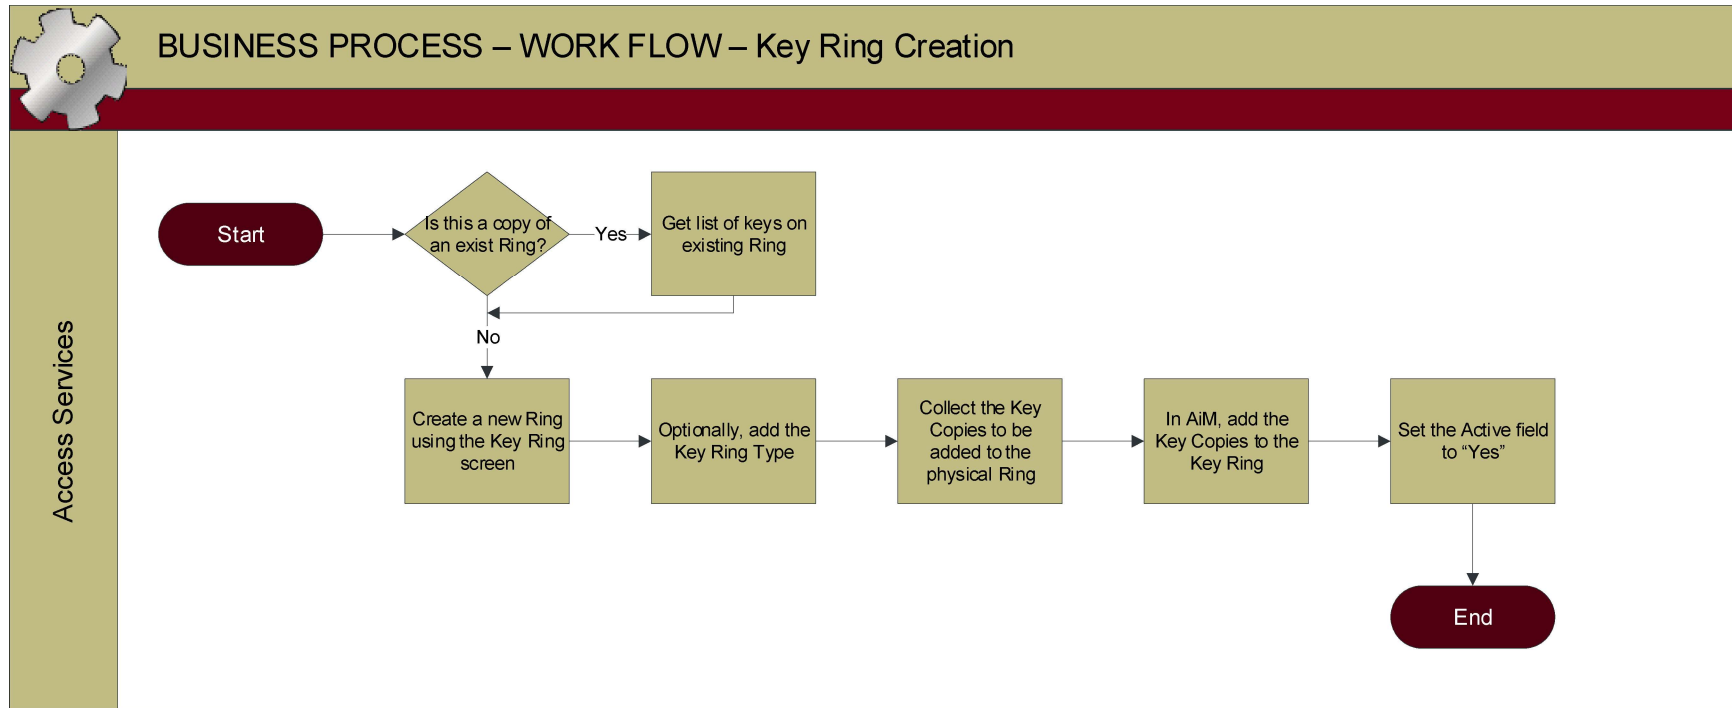 BUSINESS PROCESS – WORK FLOW – Key Ring Creation
Access Services
Start
Is this a copy of
an exist Ring?
Yes
Get list of keys on
existing Ring
No
Create a new Ring
using the Key Ring
screen
Optionally, add the
Key Ring Type
Collect the Key
Copies to be
added to the
physical Ring
In AiM, add the
Key Copies to the
Key Ring
Set the Active field
to “Yes”
End